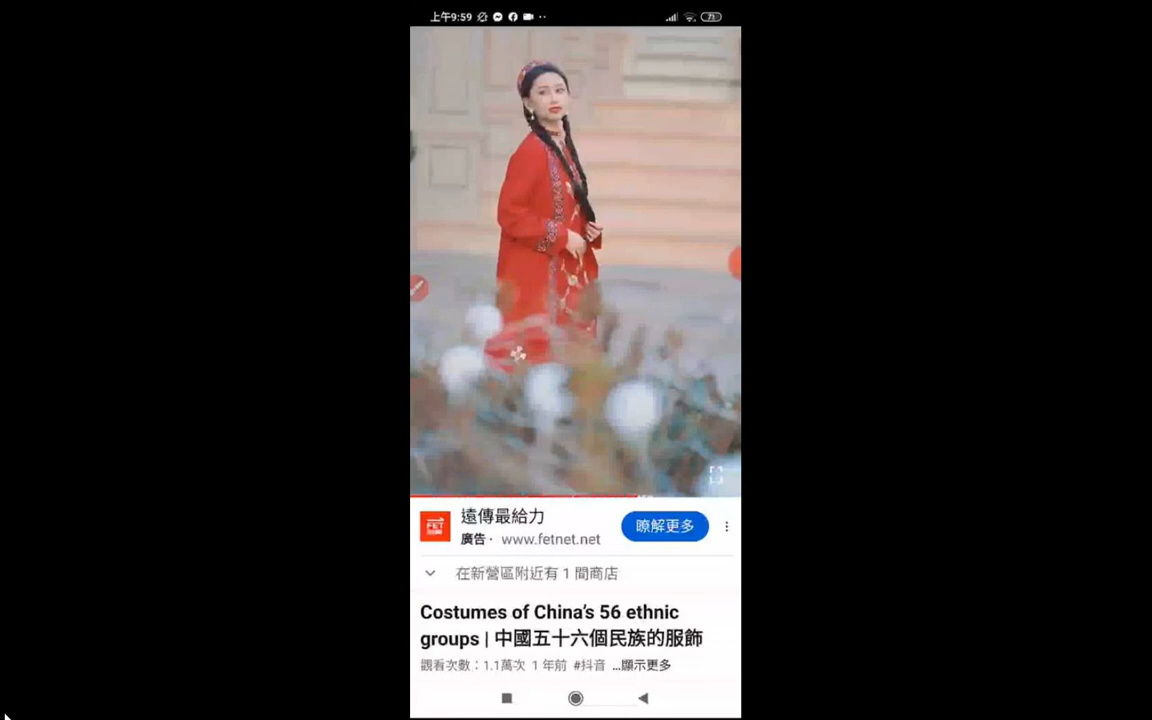 上午9:59
71
FET
遠傳最給力
廣告 · www.fetnet.net
瞭解更多
在新營區附近有 1 間商店
Costumes of China's 56 ethnic
groups | 中國五十六個民族的服飾
觀看次數：1.1萬次 1 年前 #抖音 ...顯示更多